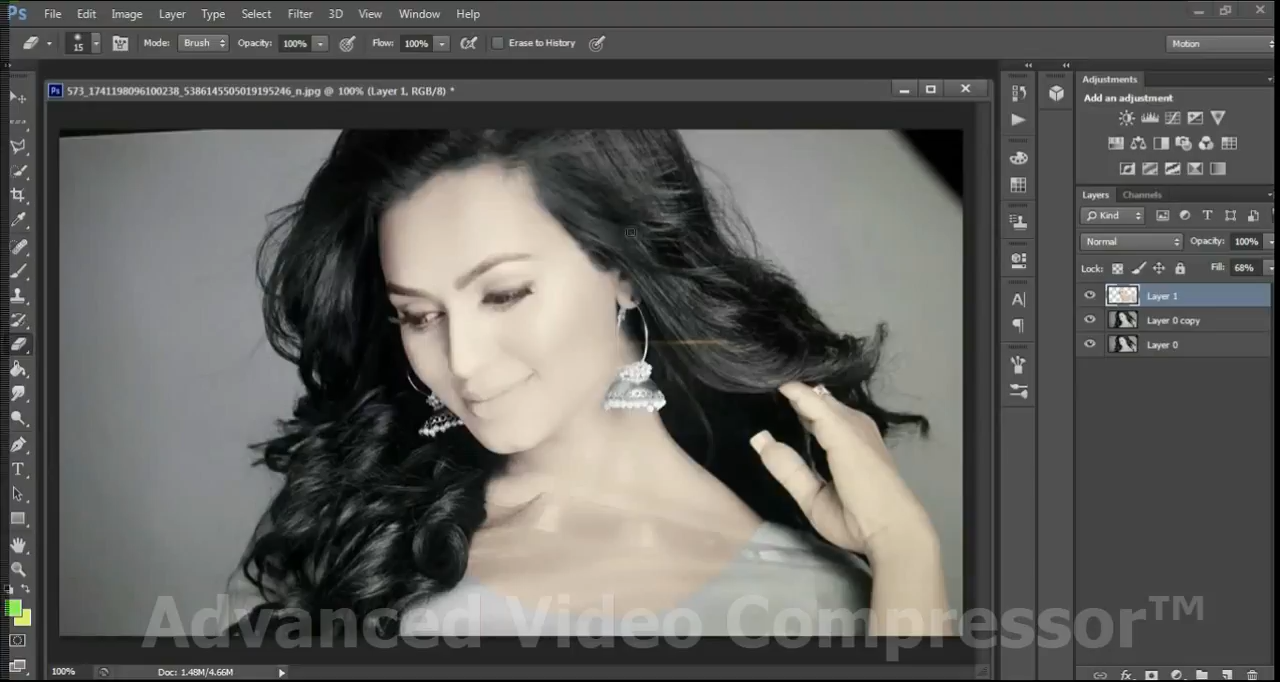 Ps File Edit Image Layer Type Select Filter 3D View Window Help
15 Mode: Brush Opacity: 100% Flow: 100% Erase to History Motion
Ps 573_1741198096100238_5386145505019195246_n.jpg @ 100% (Layer 1, RGB/8) *
Adjustments
Add an adjustment
Layers Channels
Kind
Normal Opacity: 100%
Lock: Fill: 68%
Layer 1
Layer 0 copy
Layer 0
Advanced Video Compressor™
100% Doc: 1.48M/4.66M